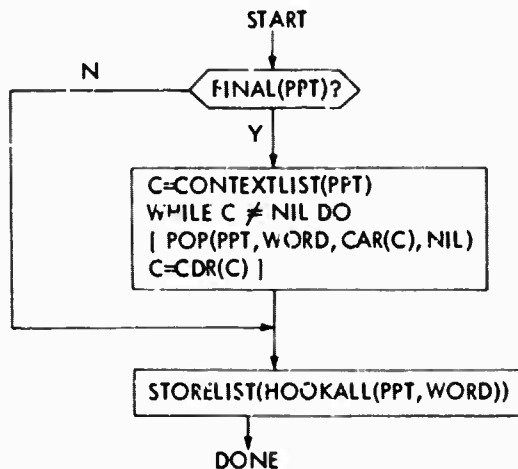 START
N
FINAL(PPT)?
Y
C=CONTEXTLIST(PPT)
WHILE C ≠ NIL DO
[ POP(PPT, WORD, CAR(C), NIL)
C=CDR(C) ]
STORELIST(HOOKALL(PPT, WORD))
DONE